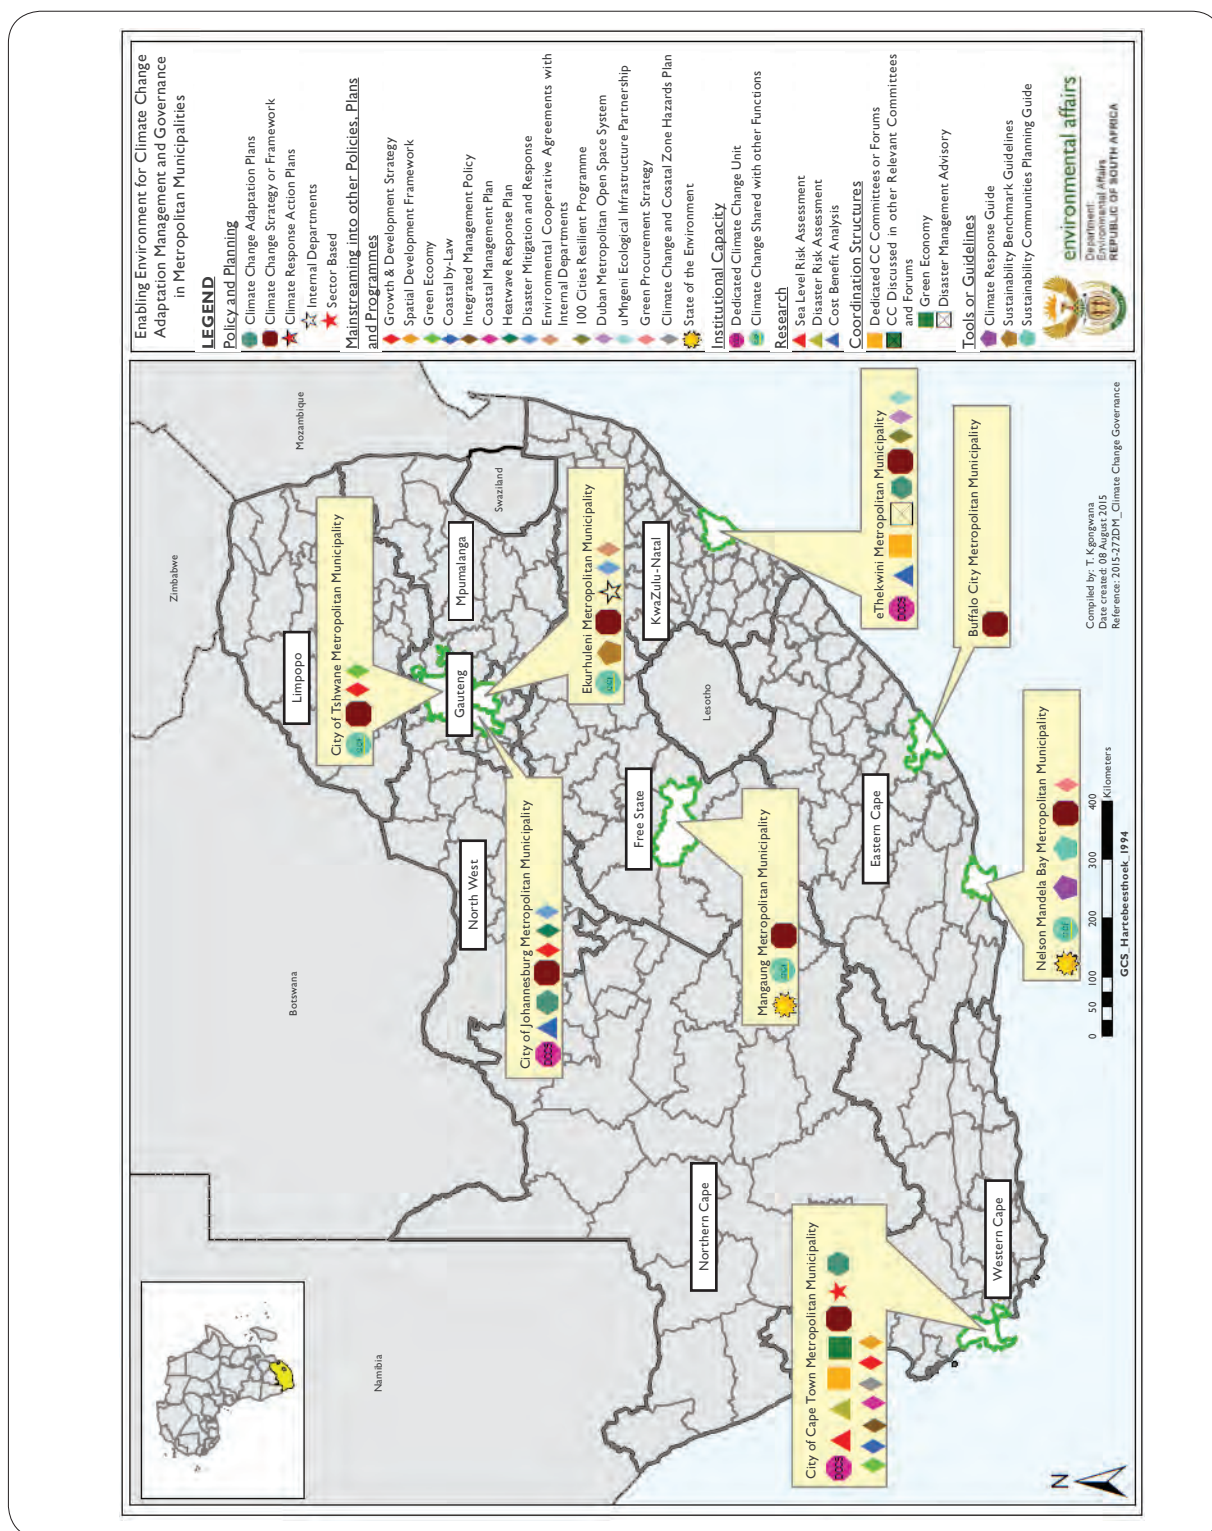 Enabling Environment for Climate Change
Adaptation Management and Governance
in Metropolitan Municipalities
LEGEND
Policy and Planning
Climate Change Adaptation Plans
Climate Change Strategy or Framework
Climate Response Action Plans
Internal Departments
Sector Based
Mainstreaming into other Policies, Plans
and Programmes
Growth & Development Strategy
Spatial Development Framework
Green Ecoomy
Coastal by-Law
Integrated Management Policy
Coastal Management Plan
Heatwave Response Plan
Disaster Mitigation and Response
Environmental Cooperative Agreements with
Internal Departments
100 Cities Resilient Programme
Duban Metropolitan Open Space System
uMngeni Ecological Infrastructure Partnership
Green Procurement Strategy
Climate Change and Cosatal Zone Hazards Plan
State of the Environment
Institutional Capacity
Dedicated Climate Change Unit
Climate Change Shared with other Functions
Research
Sea Level Risk Assessment
Disaster Risk Assessment
Cost Benefit Analysis
Coordination Structures
Dedicated CC Committees or Forums
CC Discussed in other Relevant Committees
and Forums
Green Economy
Disaster Management Advisory
Tools or Guidelines
Climate Response Guide
Sustainability Benchmark Guidelines
Sustainability Communities Planning Guide
environmental affairs
Department:
Environmental Affairs
REPUBLIC OF SOUTH AFRICA
Zimbabwe
Mozambique
Botswana
Namibia
Swaziland
Lesotho
Limpopo
Mpumalanga
Gauteng
North West
Free State
KwaZulu-Natal
Northern Cape
Eastern Cape
Western Cape
City of Tshwane Metropolitan Municipality
Ekurhuleni Metropolitan Municipality
City of Johannesburg Metropolitan Municipality
DCCS
Mangaung Metropolitan Municipality
eThekwini Metropolitan Municipality
DCCS
Buffalo City Metropolitan Municipality
Nelson Mandela Bay Metropolitan Municipality
City of Cape Town Metropolitan Municipality
DCCS
N
0 50 100 200 300 400
Kilometers
GCS_Hartebeesthoek_1994
Compiled by: T. Kgongwana
Date created: 08 August 2015
Reference: 2015-272DM_Climate Change Governance